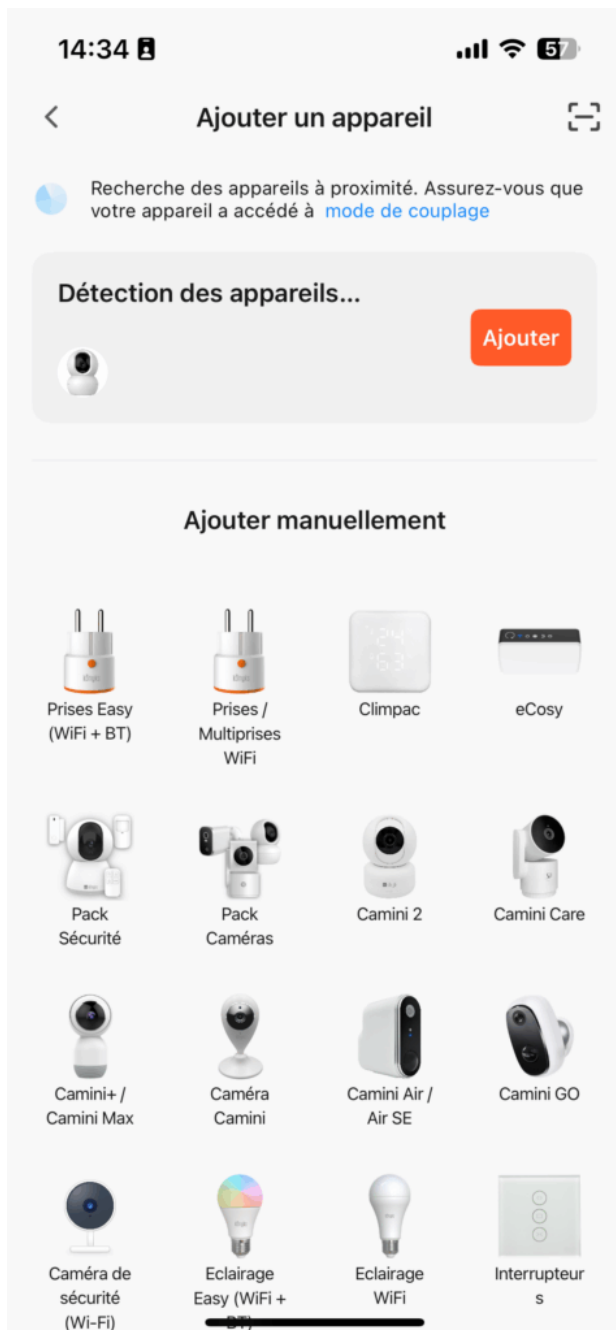 14:34
57
Ajouter un appareil
Recherche des appareils à proximité. Assurez-vous que
votre appareil a accédé à mode de couplage
Détection des appareils...
Ajouter
Ajouter manuellement
Prises Easy
(WiFi + BT)
Prises /
Multiprises
WiFi
Climpac
eCosy
Pack
Sécurité
Pack
Caméras
Camini 2
Camini Care
Camini+ /
Camini Max
Caméra
Camini
Camini Air /
Air SE
Camini GO
Caméra de
sécurité
(Wi-Fi)
Eclairage
Easy (WiFi +
BT)
Eclairage
WiFi
Interrupteur
s